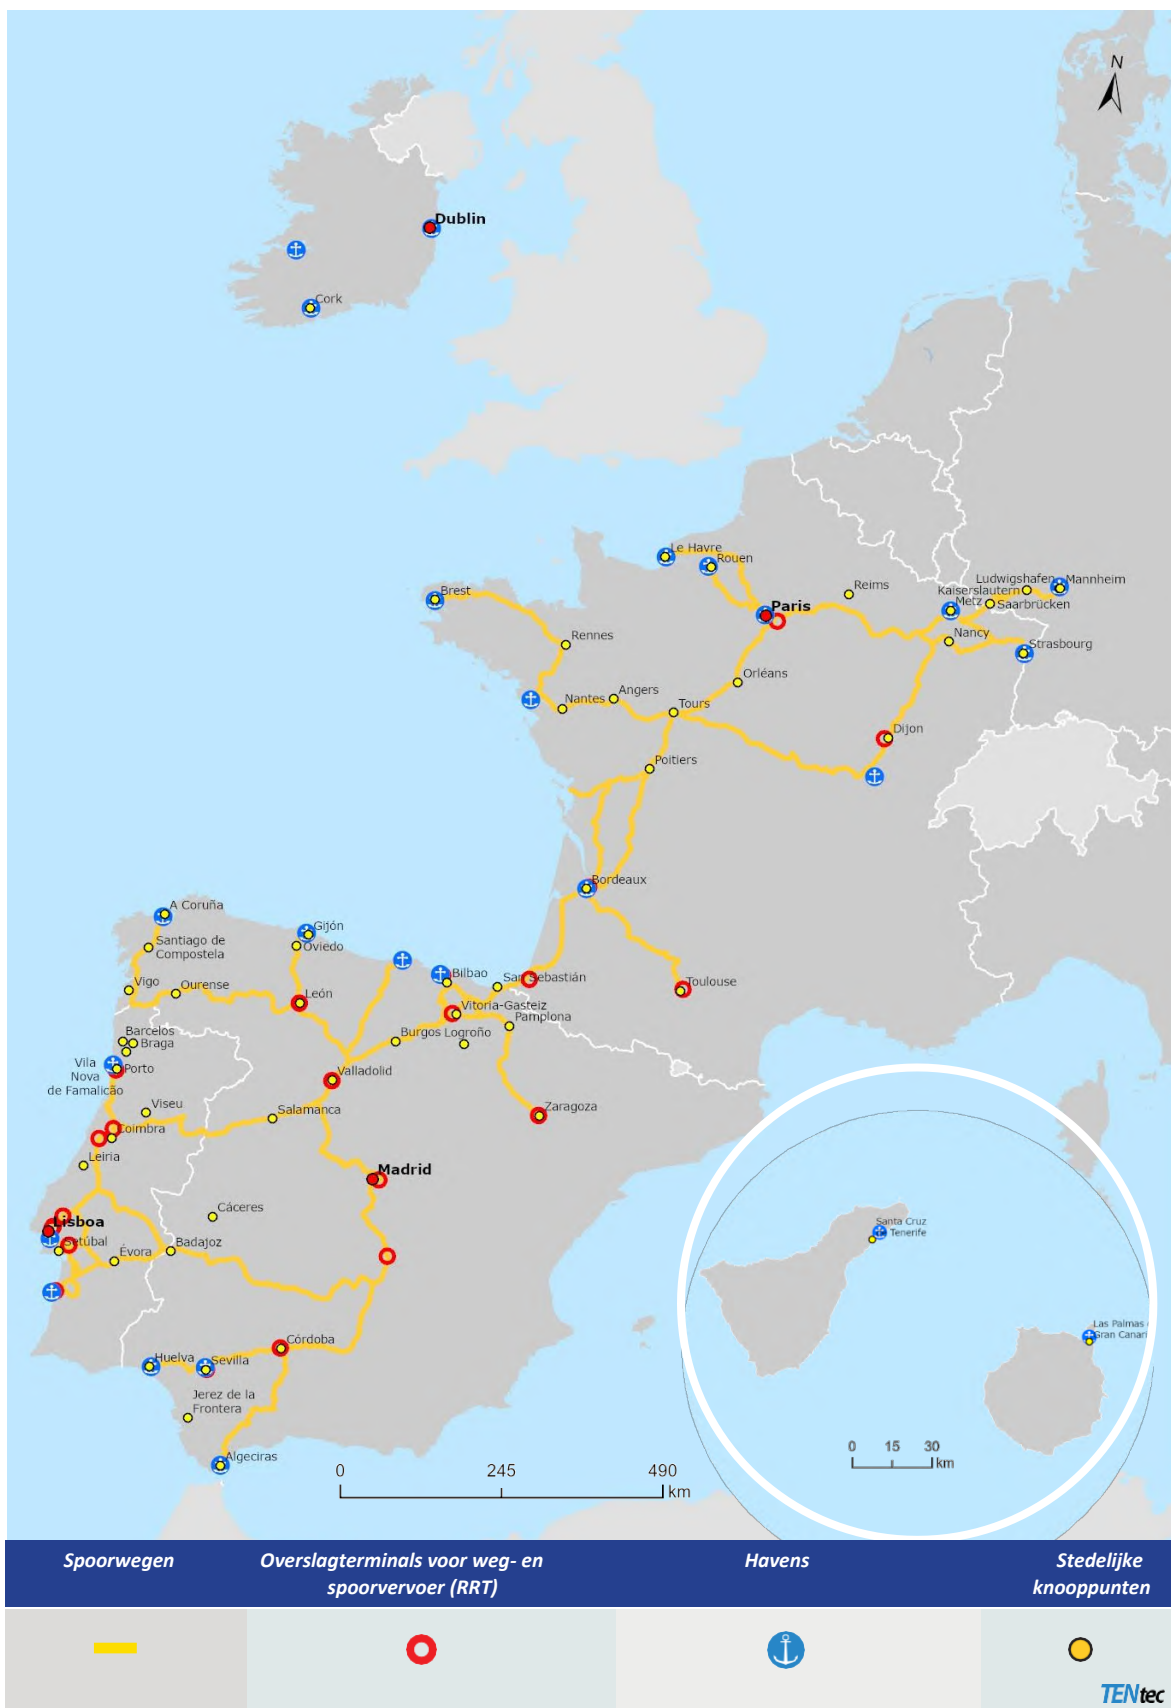 N
Dublin
Cork
Le Havre
Rouen
Brest
Paris
Reims
Ludwigshafen
Mannheim
Kaiserslautern
Metz
Saarbrücken
Rennes
Nancy
Strasbourg
Orléans
Nantes
Angers
Tours
Dijon
Poitiers
Bordeaux
A Coruña
Gijón
Santiago de
Compostela
Oviedo
Bilbao
San Sebastián
Toulouse
Vigo
Ourense
León
Vitoria-Gasteiz
Pamplona
Barcelos
Braga
Burgos
Logroño
Vila
Nova
de Famalicão
Porto
Valladolid
Viseu
Salamanca
Zaragoza
Coimbra
Leiria
Madrid
Cáceres
Lisboa
Setúbal
Évora
Badajoz
Santa Cruz
Tenerife
Las Palmas
Gran Canari
Córdoba
Huelva
Sevilla
Jerez de la
Frontera
Algeciras
0 15 30
km
0 245 490
km
Spoorwegen
Overslagterminals voor weg- en
spoorvervoer (RRT)
Havens
Stedelijke
knooppunten
TENtec